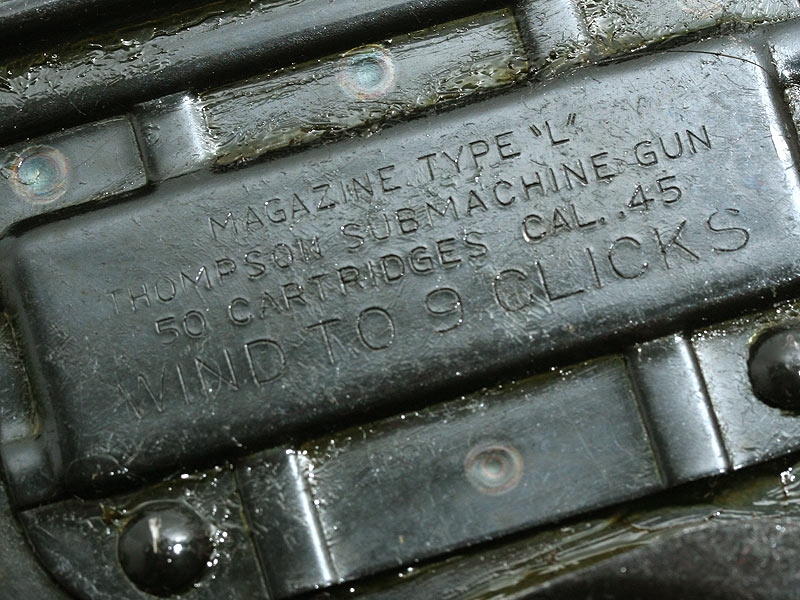 MAGAZINE TYPE "L"
THOMPSON SUBMACHINE GUN
50 CARTRIDGES CAL. .45
WIND TO 9 CLICKS